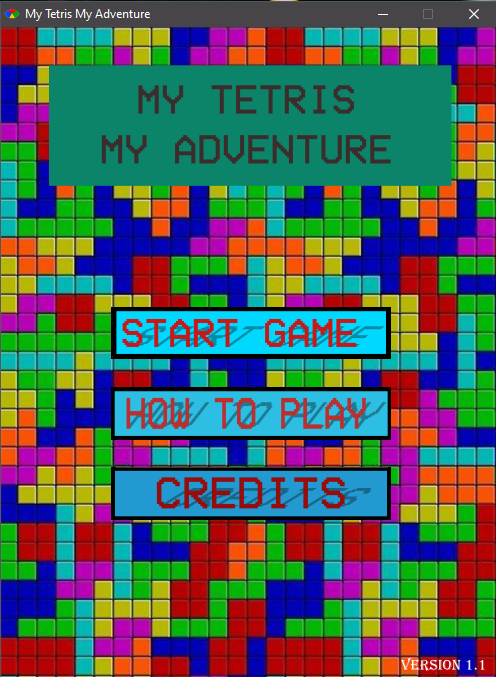 My Tetris My Adventure
MY TETRIS
MY ADVENTURE
START GAME
HOW TO PLAY
CREDITS
Version 1.1